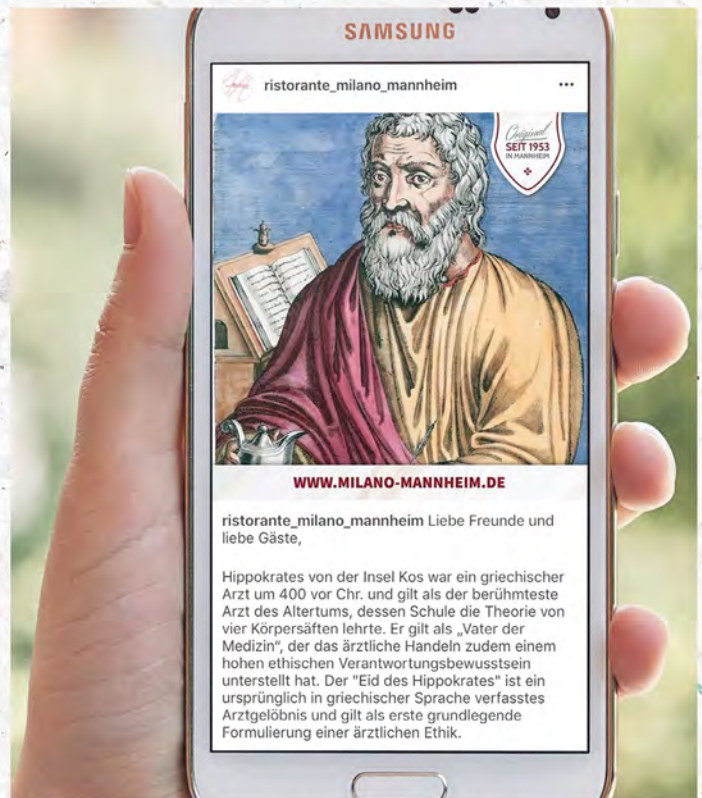 SAMSUNG
ristorante_milano_mannheim
Original
SEIT 1953
IN MANNHEIM
WWW.MILANO-MANNHEIM.DE
ristorante_milano_mannheim Liebe Freunde und
liebe Gäste,
Hippokrates von der Insel Kos war ein griechischer
Arzt um 400 vor Chr. und gilt als der berühmteste
Arzt des Altertums, dessen Schule die Theorie von
vier Körpersäften lehrte. Er gilt als „Vater der
Medizin“, der das ärztliche Handeln zudem einem
hohen ethischen Verantwortungsbewusstsein
unterstellt hat. Der "Eid des Hippokrates" ist ein
ursprünglich in griechischer Sprache verfasstes
Arztgelöbnis und gilt als erste grundlegende
Formulierung einer ärztlichen Ethik.